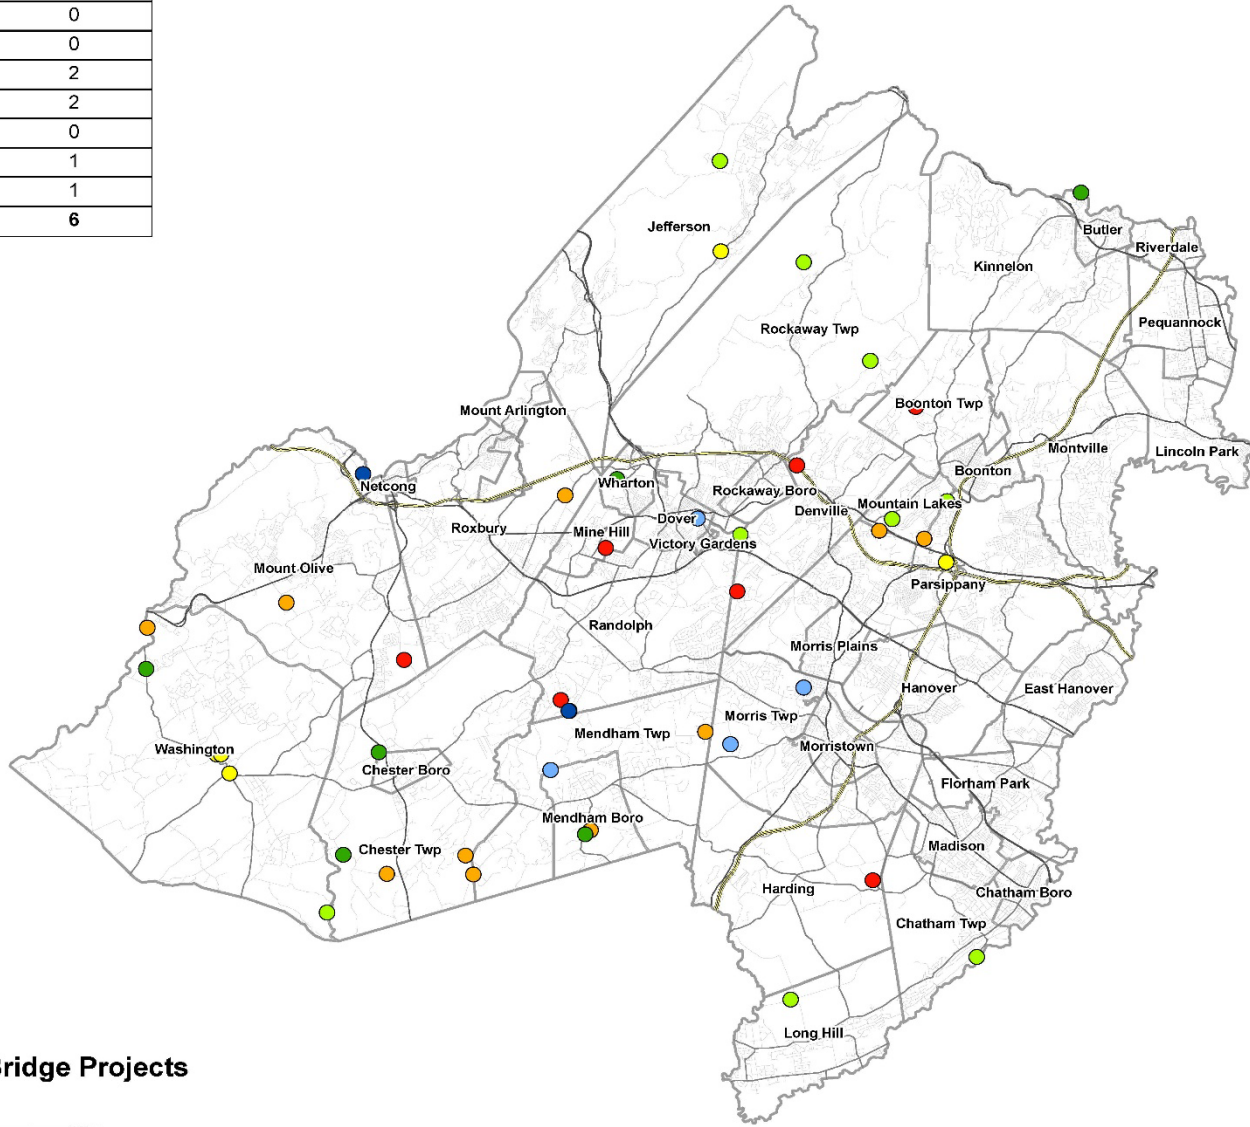 0
0
2
2
0
1
1
6
Jefferson
Butler
Riverdale
Kinnelon
Pequannock
Rockaway Twp
Boonton Twp
Mount Arlington
Montville
Lincoln Park
Boonton
Netcong
Wharton
Rockaway Boro
Mountain Lakes
Denville
Dover
Roxbury
Mine Hill
Victory Gardens
Mount Olive
Parsippany
Randolph
Morris Plains
Hanover
East Hanover
Morris Twp
Mendham Twp
Washington
Morristown
Chester Boro
Florham Park
Mendham Boro
Madison
Chester Twp
Harding
Chatham Boro
Chatham Twp
Long Hill
ridge Projects